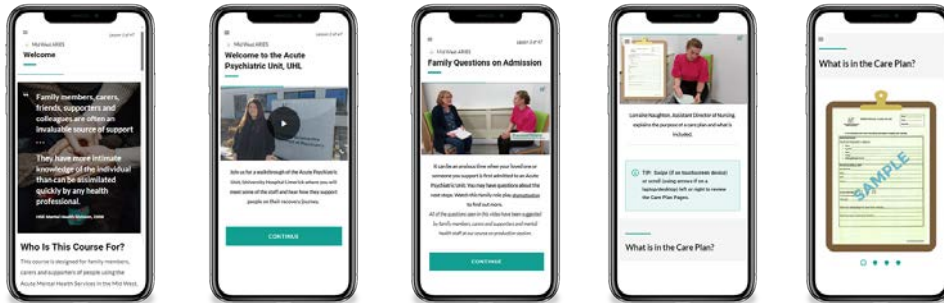 Mid West ARIES
Welcome
“ Family members, carers,
friends, supporters and
colleagues are often an
invaluable source of support
...
They have more intimate
knowledge of the individual
than can be assimilated
quickly by any health
professional.
Who Is This Course For?
This course is designed for family members,
carers and supporters of people using the
Acute Mental Health Services in the Mid West.
Mid West ARIES
Welcome to the Acute
Psychiatric Unit, UHL
Join us for a walkthrough of the Acute Psychiatric
Unit, University Hospital Limerick where you will
meet some of the staff and hear how they support
people on their recovery journey.
CONTINUE
Mid West ARIES
Family Questions on Admission
It can be an anxious time when your loved one or
someone you support is first admitted to an Acute
Psychiatric Unit. You may have questions about the
next steps. Watch this family role play
to find out more.
All of the questions seen in this video have been suggested
by family members, carers and supporters and mental
health staff at our course co-production session.
CONTINUE
Lorraine Naughton, Assistant Director of Nursing,
explains the purpose of a care plan and what is
included.
TIP: Swipe (if on touchscreen device)
or scroll (using arrows if on a
laptop/desktop) left or right to review
the Care Plan Pages.
What is in the Care Plan?
What is in the Care Plan?
SAMPLE